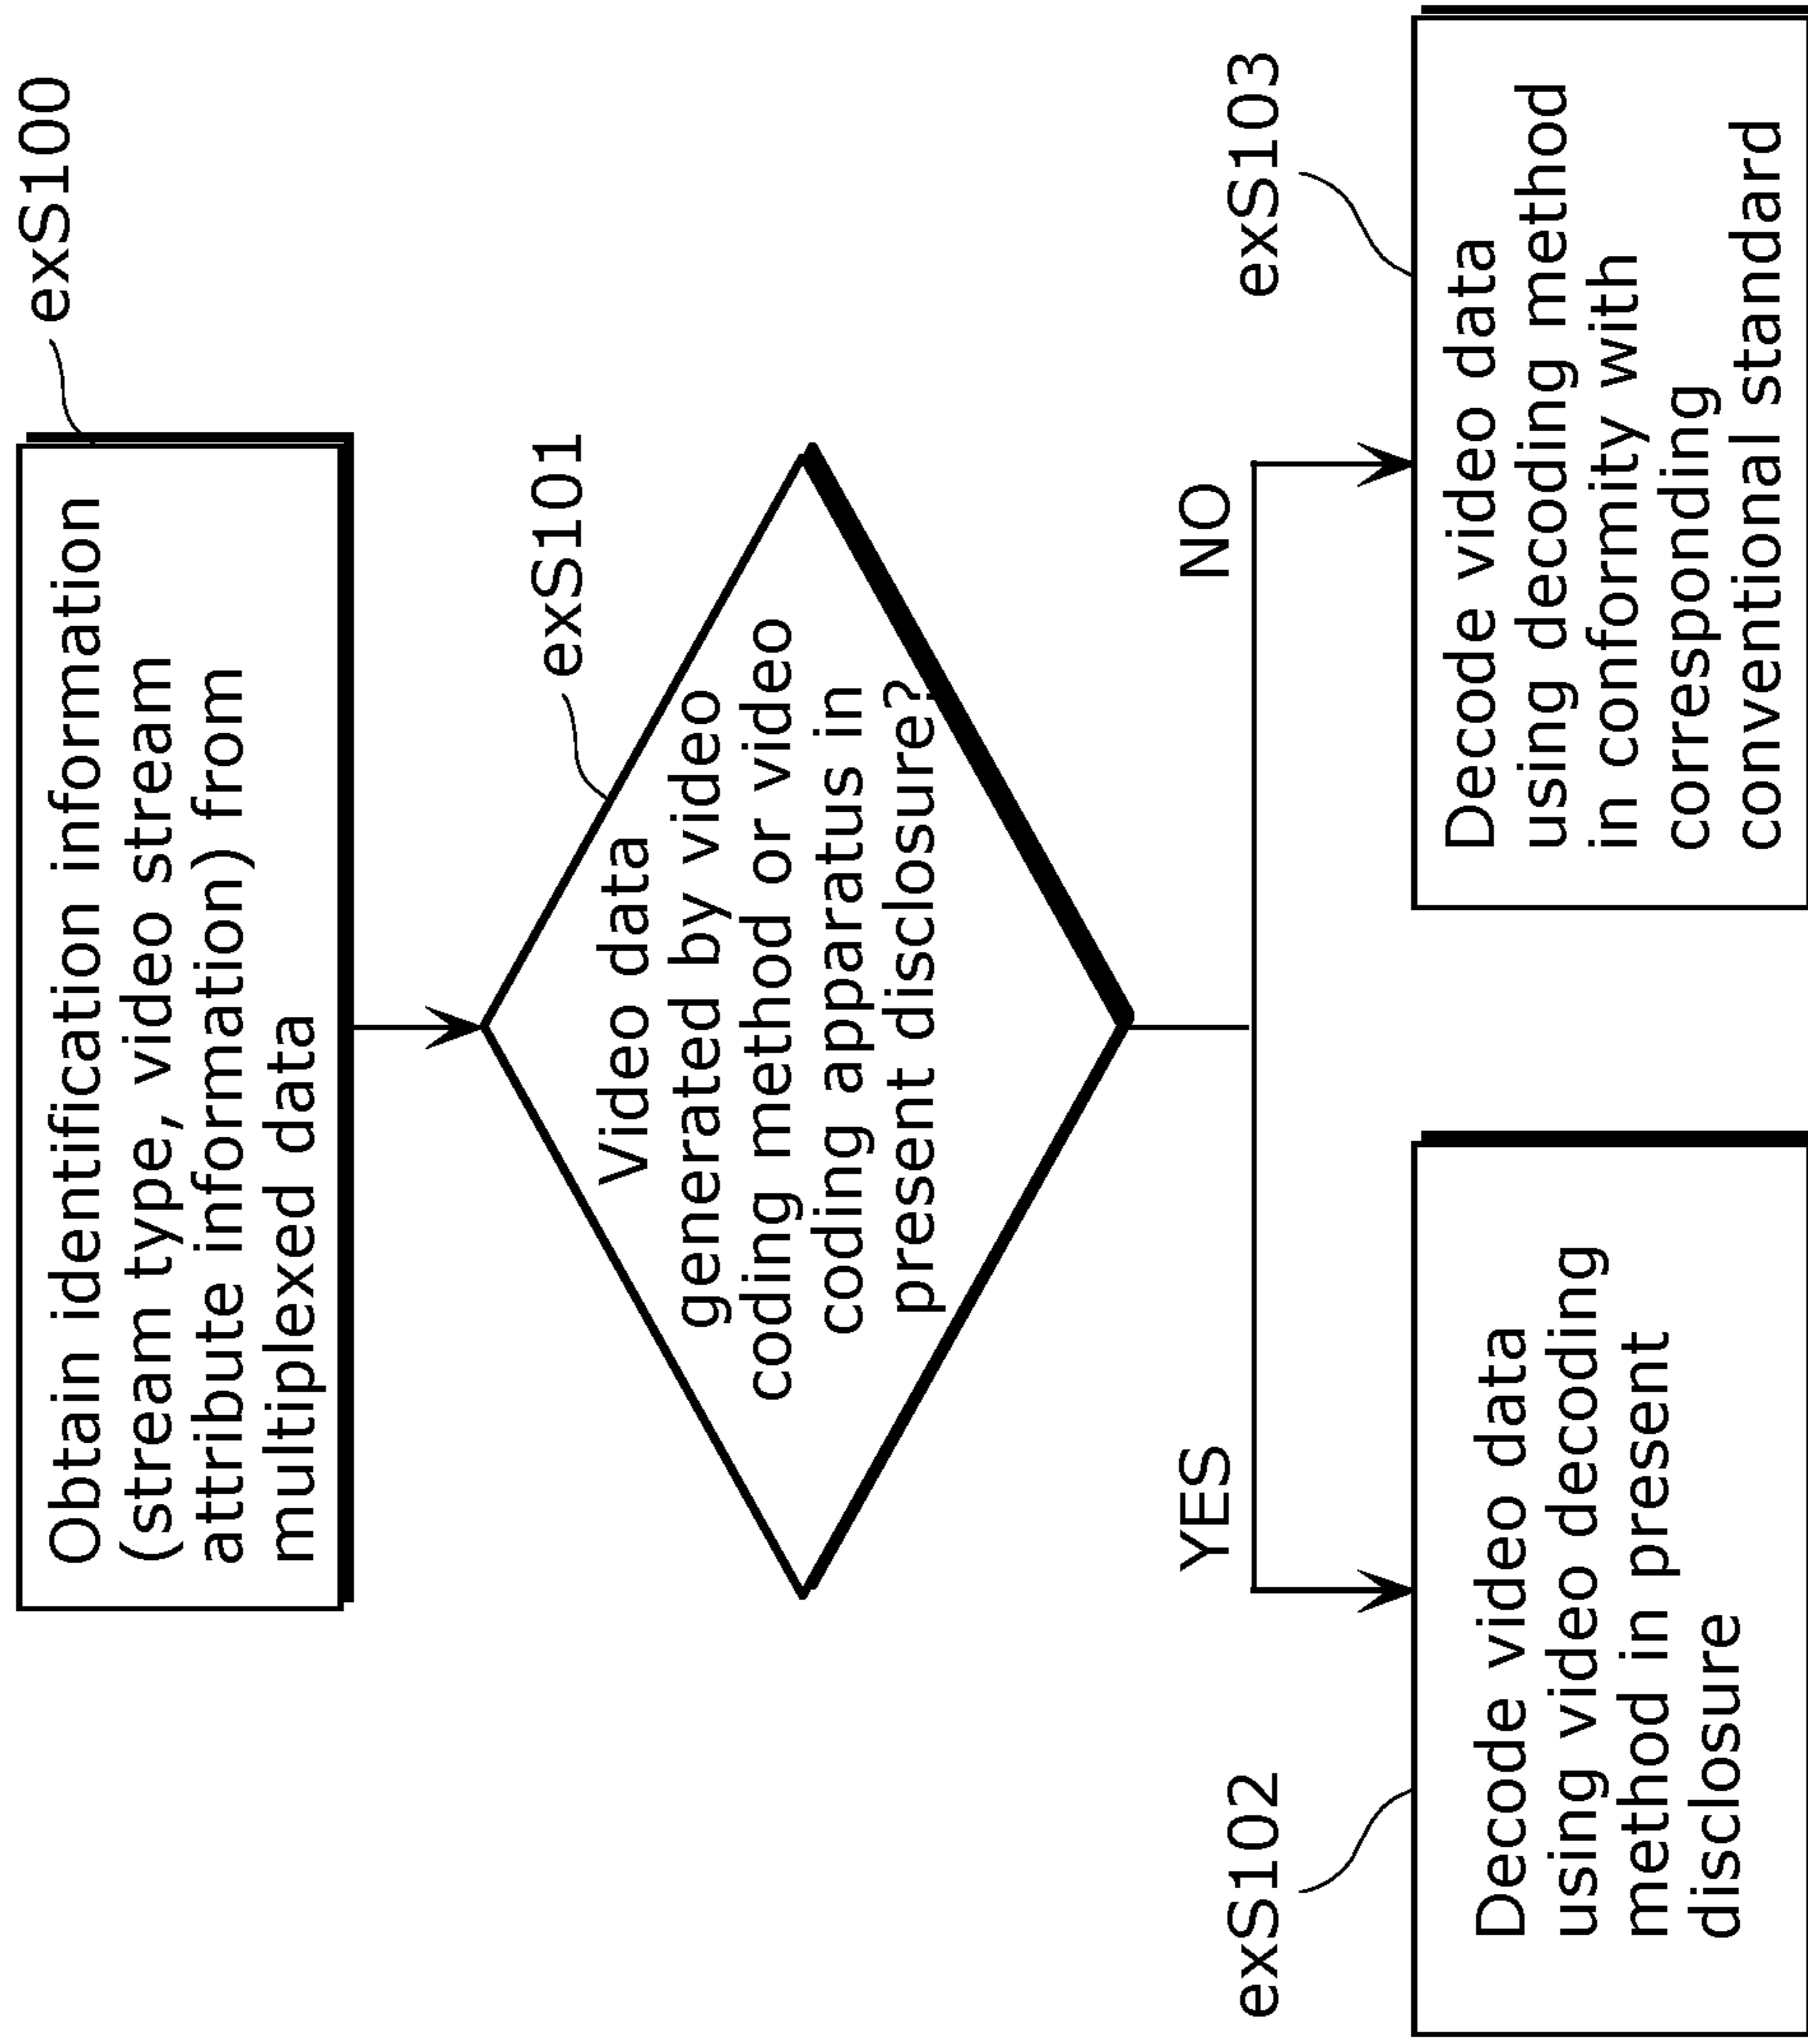 exS100
Obtain identification information
(stream type, video stream
attribute information) from
multiplexed data
exS101
Video data
generated by video
coding method or video
coding apparatus in
present disclosure?
YES
NO
exS102
Decode video data
using video decoding
method in present
disclosure
exS103
Decode video data
using decoding method
in conformity with
corresponding
conventional standard